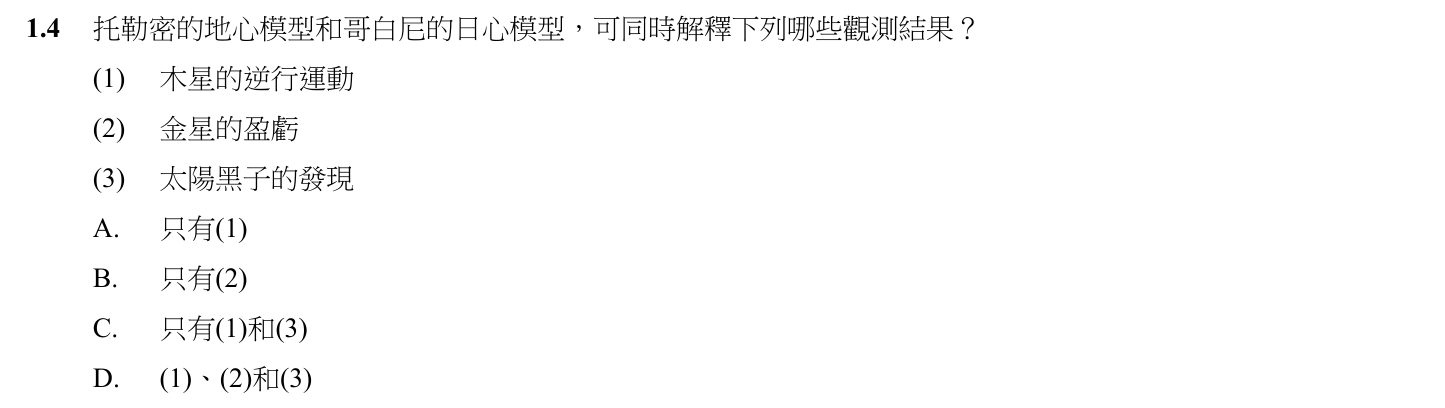 1.4 托勒密的地心模型和哥白尼的日心模型，可同時解釋下列哪些觀測結果？
(1) 木星的逆行運動
(2) 金星的盈虧
(3) 太陽黑子的發現
A. 只有(1)
B. 只有(2)
C. 只有(1)和(3)
D. (1)、(2)和(3)